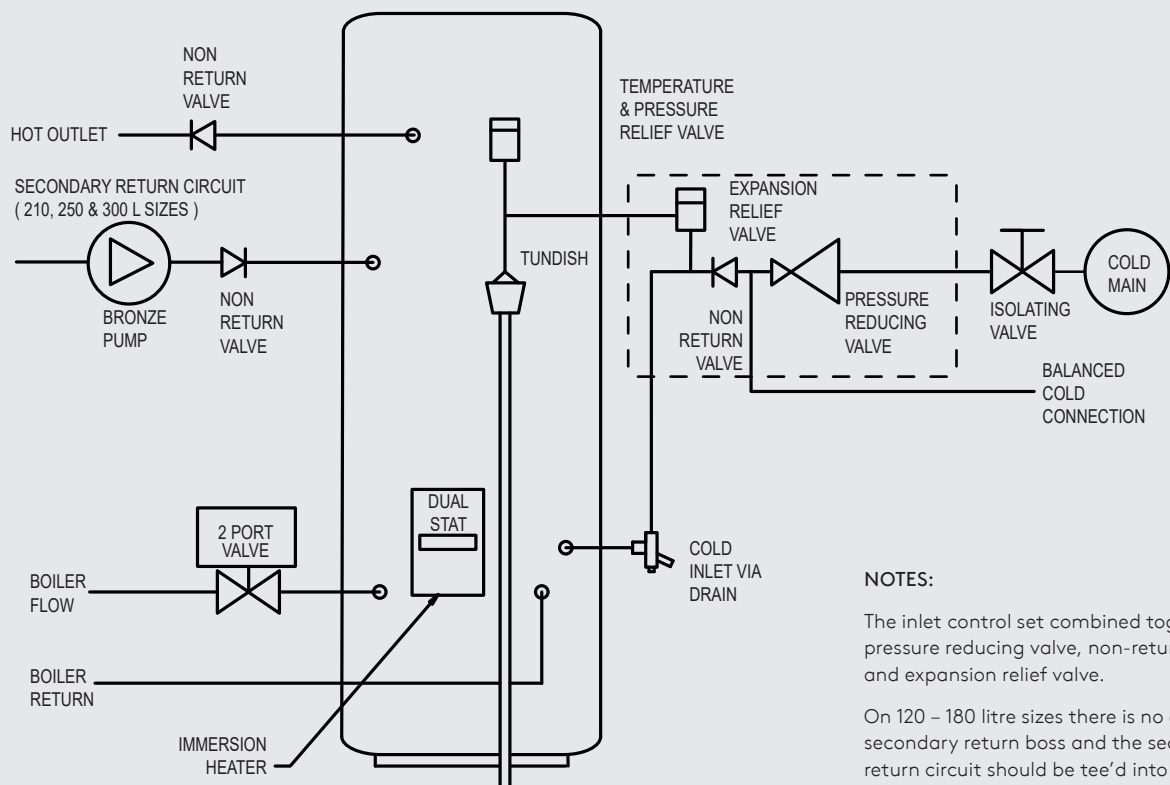 NON
RETURN
VALVE
HOT OUTLET
SECONDARY RETURN CIRCUIT
( 210, 250 & 300 L SIZES )
BRONZE
PUMP
NON
RETURN
VALVE
TEMPERATURE
& PRESSURE
RELIEF VALVE
TUNDISH
EXPANSION
RELIEF
VALVE
NON
RETURN
VALVE
PRESSURE
REDUCING
VALVE
ISOLATING
VALVE
COLD
MAIN
BALANCED
COLD
CONNECTION
2 PORT
VALVE
BOILER
FLOW
BOILER
RETURN
DUAL
STAT
IMMERSION
HEATER
COLD
INLET VIA
DRAIN
NOTES:
The inlet control set combined tog
pressure reducing valve, non-retur
and expansion relief valve.
On 120 – 180 litre sizes there is no
secondary return boss and the sec
return circuit should be tee’d into